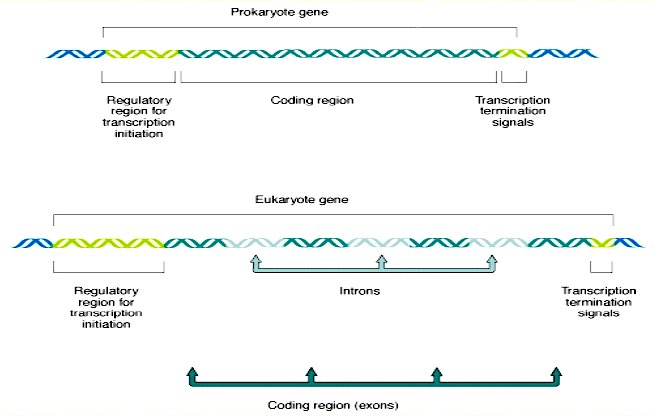 Prokaryote gene
Regulatory
region for
transcription
initiation
Coding region
Transcription
termination
signals
Eukaryote gene
Regulatory
region for
transcription
initiation
Introns
Transcription
termination
signals
Coding region (exons)